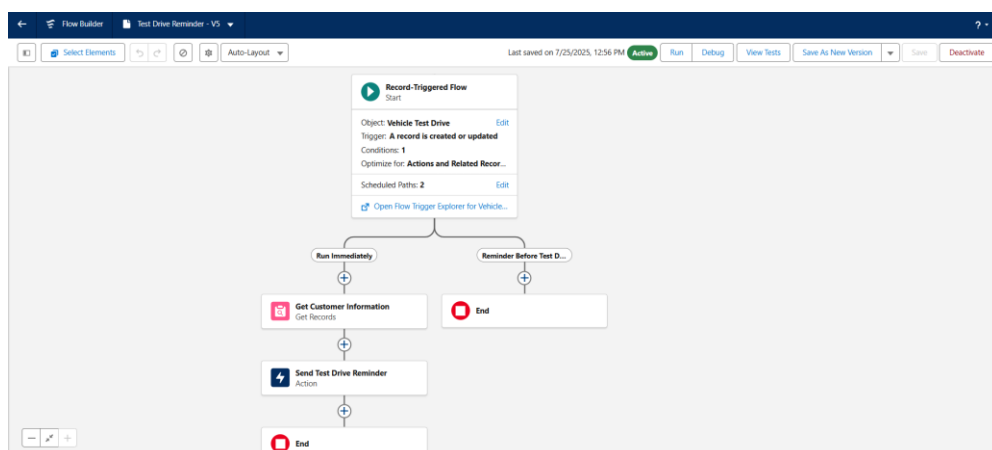 Flow Builder
Test Drive Reminder - V5
?
Select Elements
Auto-Layout
Last saved on 7/25/2025, 12:56 PM
Active
Run
Debug
View Tests
Save As New Version
Save
Deactivate
Record-Triggered Flow
Start
Object: Vehicle Test Drive
Edit
Trigger: A record is created or updated
Conditions: 1
Optimize for: Actions and Related Recor...
Scheduled Paths: 2
Edit
Open Flow Trigger Explorer for Vehicle...
Run Immediately
Reminder Before Test D...
Get Customer Information
Get Records
End
Send Test Drive Reminder
Action
End